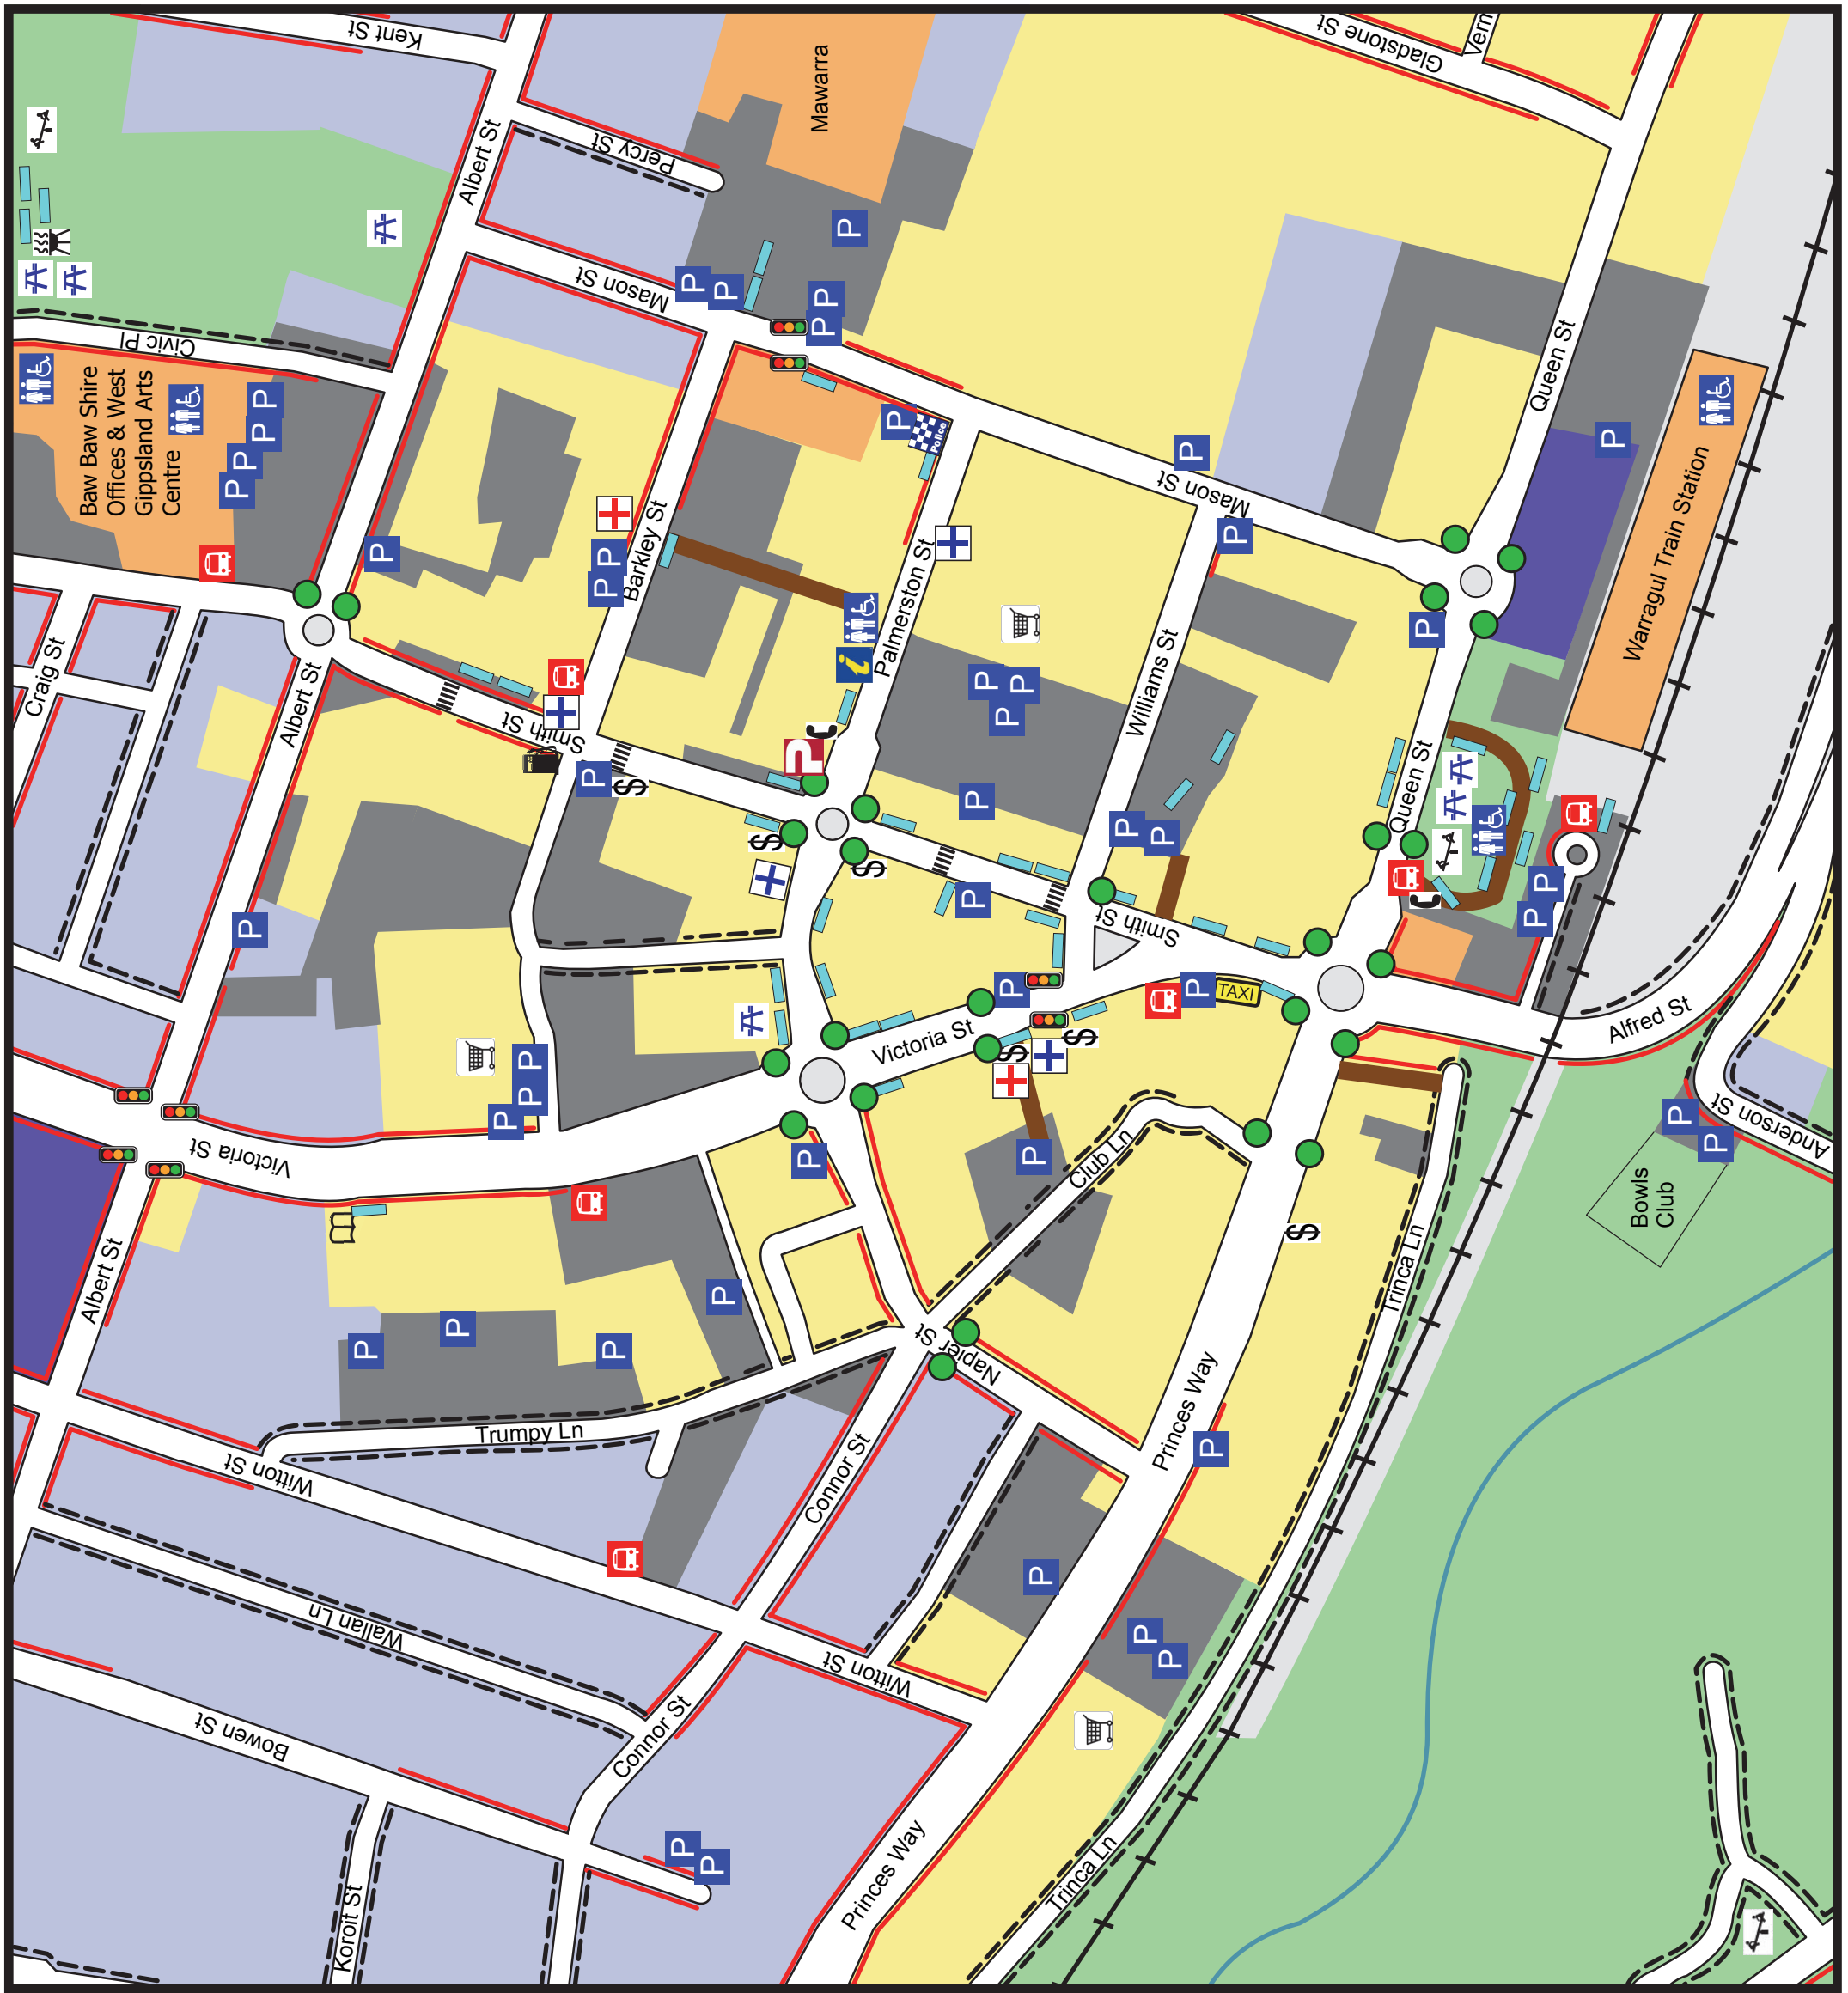 Kent St
Gladstone St
Vern
Mawarra
Albert St
Percy St
Mason St
Civic Pl
Baw Baw Shire
Offices & West
Gippsland Arts
Centre
P
P
P
P
P
P
P
P
P
P
Police
Queen St
Mason St
P
P
P
Warragul Train Station
Barkley St
P
P
P
P
Palmerston St
i
Craig St
Albert St
Smith St
P
$
Williams St
P
P
P
P
P
Queen St
P
P
P
$
$
P
P
P
P
Smith St
P
P
TAXI
Victoria St
$
$
Alfred St
P
P
P
Anderson St
P
P
Victoria St
P
P
Club Ln
Bowls
Club
$
Albert St
Trinca Ln
P
P
P
P
Napier St
Princes Way
Trumpy Ln
P
Witton St
Connor St
P
Wallan Ln
P
P
Witton St
Bowen St
Connor St
P
P
Princes Way
Trinca Ln
Koroit St